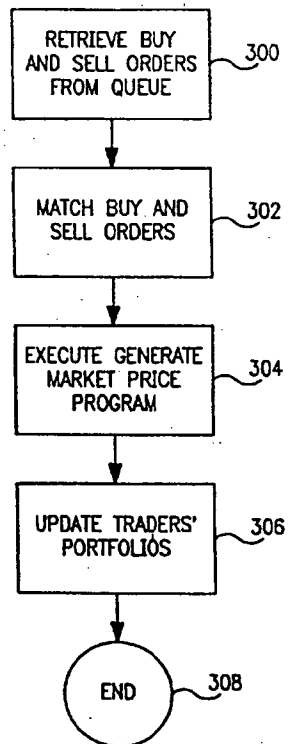 RETRIEVE BUY
AND SELL ORDERS
FROM QUEUE
300
MATCH BUY AND
SELL ORDERS
302
EXECUTE GENERATE
MARKET PRICE
PROGRAM
304
UPDATE TRADERS'
PORTFOLIOS
306
END
308